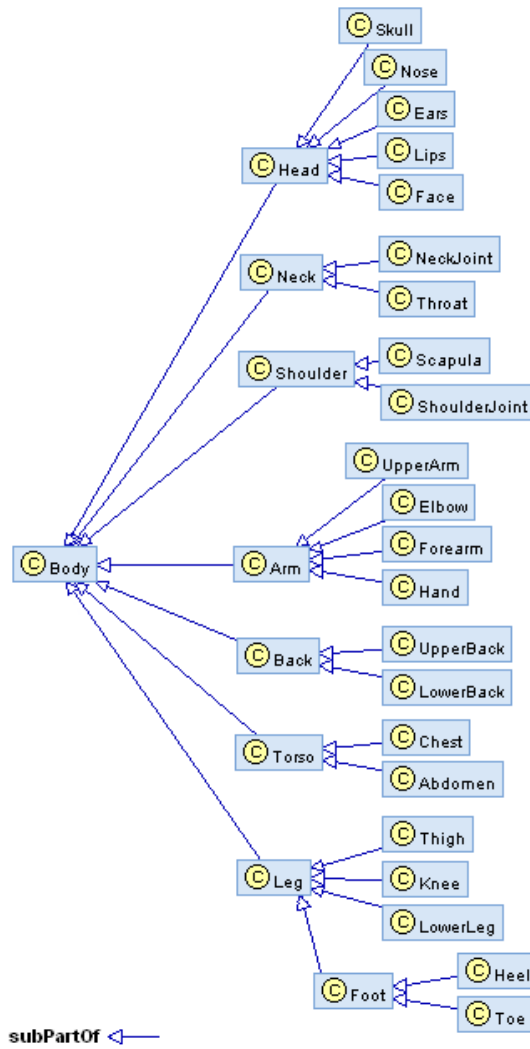 C Skull
C Nose
C Ears
C Head
C Lips
C Face
C NeckJoint
C Neck
C Throat
C Scapula
C Shoulder
C ShoulderJoint
C UpperArm
C Elbow
C Forearm
C Body
C Arm
C Hand
C UpperBack
C Back
C LowerBack
C Chest
C Torso
C Abdomen
C Thigh
C Leg
C Knee
C LowerLeg
C Heel
C Foot
C Toe
subPartOf